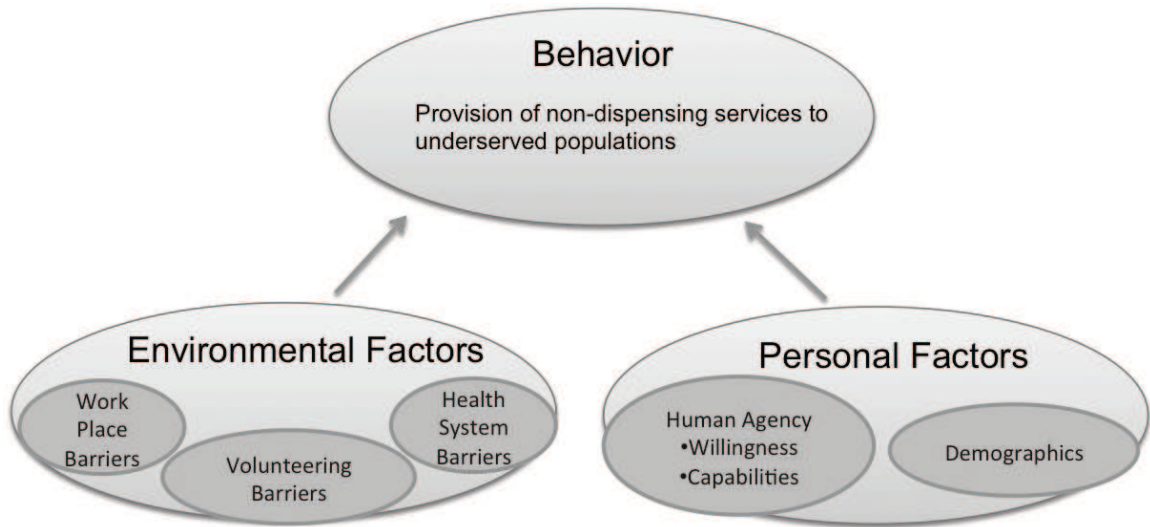 Behavior
Provision of non-dispensing services to
underserved populations
Environmental Factors
Work
Place
Barriers
Volunteering
Barriers
Health
System
Barriers
Personal Factors
Human Agency
•Willingness
•Capabilities
Demographics